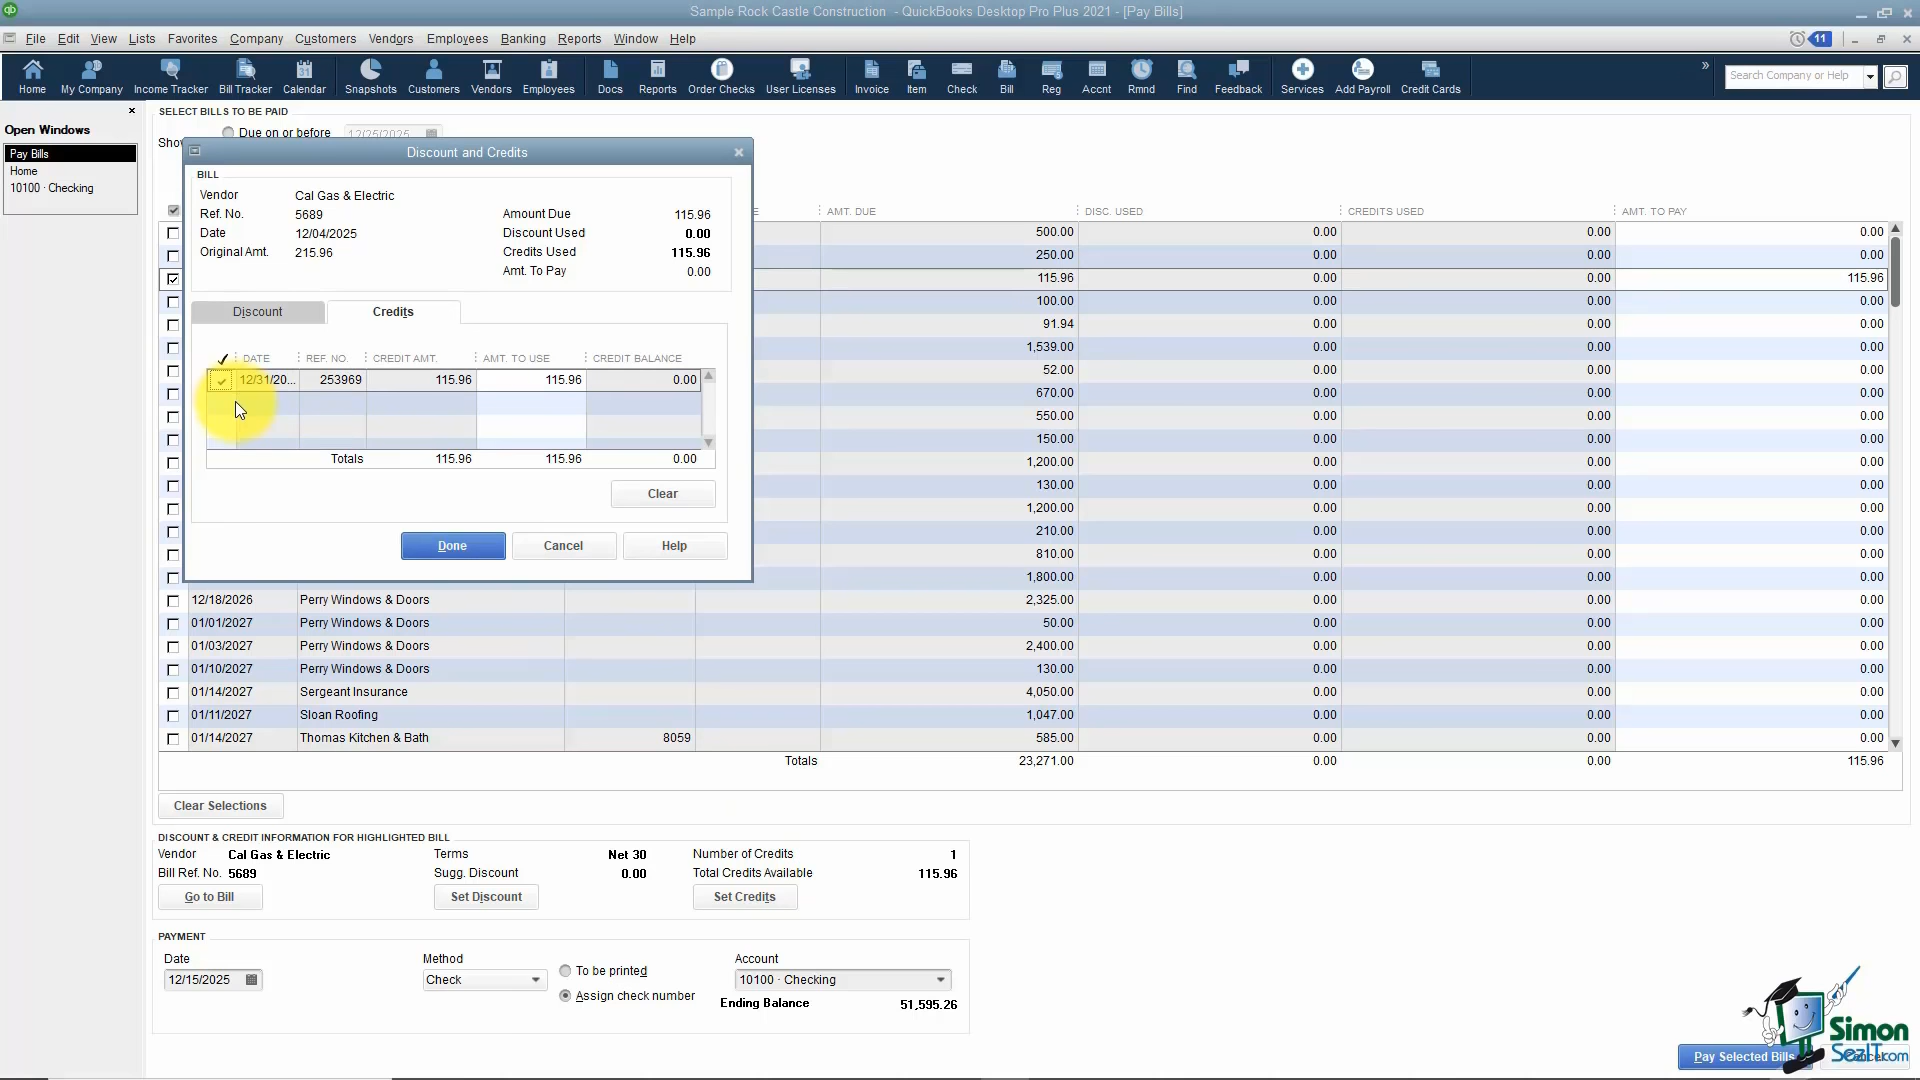 Sample Rock Castle Construction - QuickBooks Desktop Pro Plus 2021 - [Pay Bills]
File Edit View Lists Favorites Company Customers Vendors Employees Banking Reports Window Help 11
Home My Company Income Tracker Bill Tracker Calendar Snapshots Customers Vendors Employees Docs Reports Order Checks User Licenses Invoice Item Check Bill Reg Accnt Rmnd Find Feedback Services Add Payroll Credit Cards » Search Company or Help
Open Windows
Pay Bills
Home
10100 · Checking
SELECT BILLS TO BE PAID
Due on or before 12/25/2025
Discount and Credits
BILL
Vendor Cal Gas & Electric
Ref. No. 5689 Amount Due 115.96
Date 12/04/2025 Discount Used 0.00
Original Amt. 215.96 Credits Used 115.96
Amt. To Pay 0.00
Discount Credits
DATE REF. NO. CREDIT AMT. AMT. TO USE CREDIT BALANCE
12/31/20... 253969 115.96 115.96 0.00
Totals 115.96 115.96 0.00
Clear
Done Cancel Help
AMT. DUE DISC. USED CREDITS USED AMT. TO PAY
500.00 0.00 0.00 0.00
250.00 0.00 0.00 0.00
115.96 0.00 0.00 115.96
100.00 0.00 0.00 0.00
91.94 0.00 0.00 0.00
1,539.00 0.00 0.00 0.00
52.00 0.00 0.00 0.00
670.00 0.00 0.00 0.00
550.00 0.00 0.00 0.00
150.00 0.00 0.00 0.00
1,200.00 0.00 0.00 0.00
130.00 0.00 0.00 0.00
1,200.00 0.00 0.00 0.00
210.00 0.00 0.00 0.00
810.00 0.00 0.00 0.00
1,800.00 0.00 0.00 0.00
12/18/2026 Perry Windows & Doors 2,325.00 0.00 0.00 0.00
01/01/2027 Perry Windows & Doors 50.00 0.00 0.00 0.00
01/03/2027 Perry Windows & Doors 2,400.00 0.00 0.00 0.00
01/10/2027 Perry Windows & Doors 130.00 0.00 0.00 0.00
01/14/2027 Sergeant Insurance 4,050.00 0.00 0.00 0.00
01/11/2027 Sloan Roofing 1,047.00 0.00 0.00 0.00
01/14/2027 Thomas Kitchen & Bath 8059 585.00 0.00 0.00 0.00
Totals 23,271.00 0.00 0.00 115.96
Clear Selections
DISCOUNT & CREDIT INFORMATION FOR HIGHLIGHTED BILL
Vendor Cal Gas & Electric Terms Net 30 Number of Credits 1
Bill Ref. No. 5689 Sugg. Discount 0.00 Total Credits Available 115.96
Go to Bill Set Discount Set Credits
PAYMENT
Date Method Account
12/15/2025 Check To be printed 10100 · Checking
Assign check number Ending Balance 51,595.26
Pay Selected Bills
Simon
SezIT.com